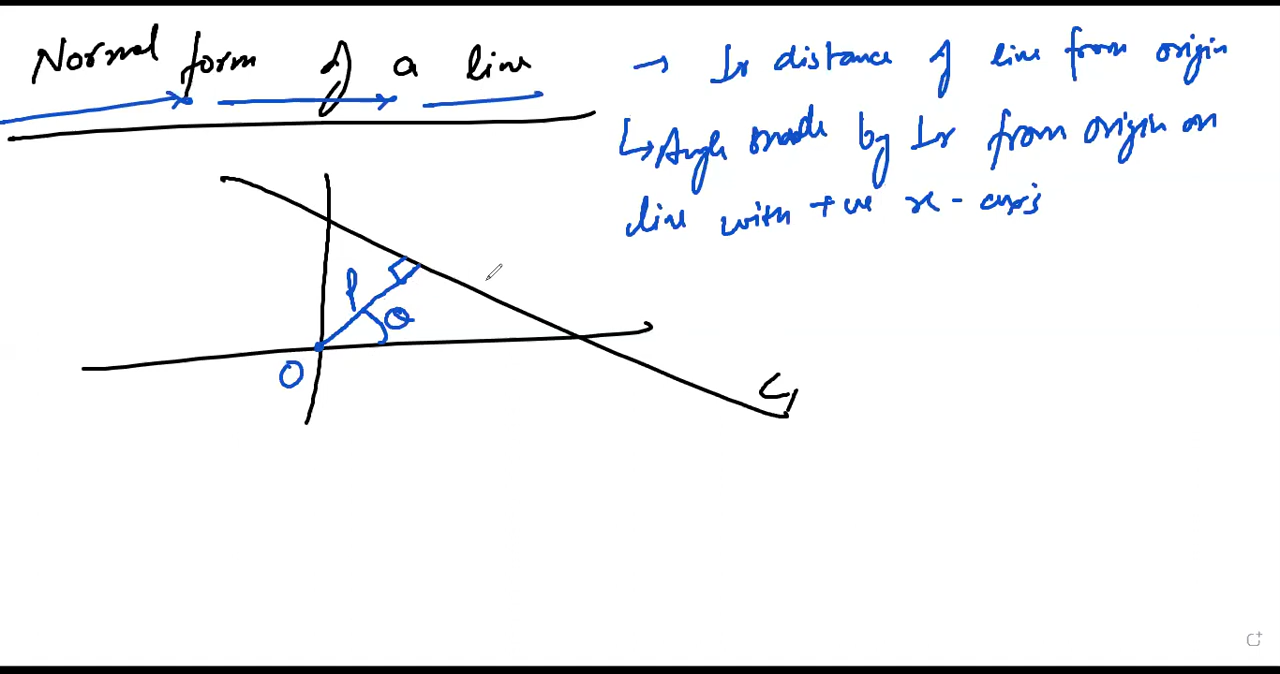 Normal form of a line
→ ⊥r distance of line from origin
↳ Angle made by ⊥r from origin on
line with +ve x-axis
P
θ
O
L₁